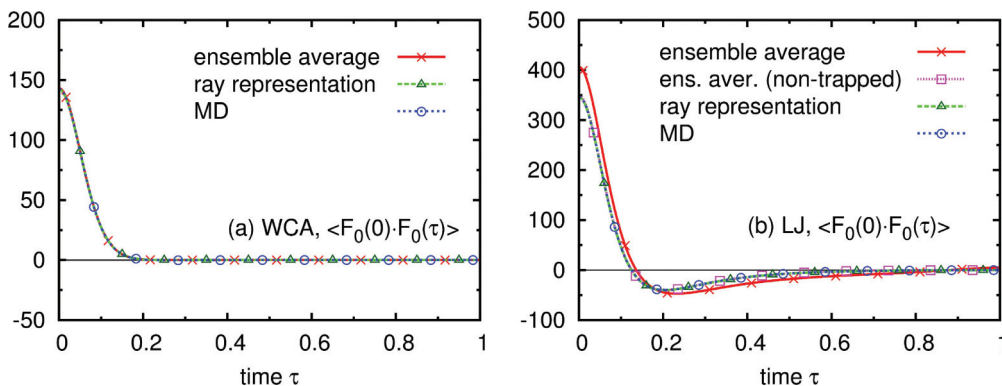 200
150
100
50
0
-50
0
0.2
0.4
0.6
0.8
1
time τ
ensemble average
ray representation
MD
(a) WCA, <F₀(0)·F₀(τ)>
500
400
300
200
100
0
-100
0
0.2
0.4
0.6
0.8
1
time τ
ensemble average
ens. aver. (non-trapped)
ray representation
MD
(b) LJ, <F₀(0)·F₀(τ)>